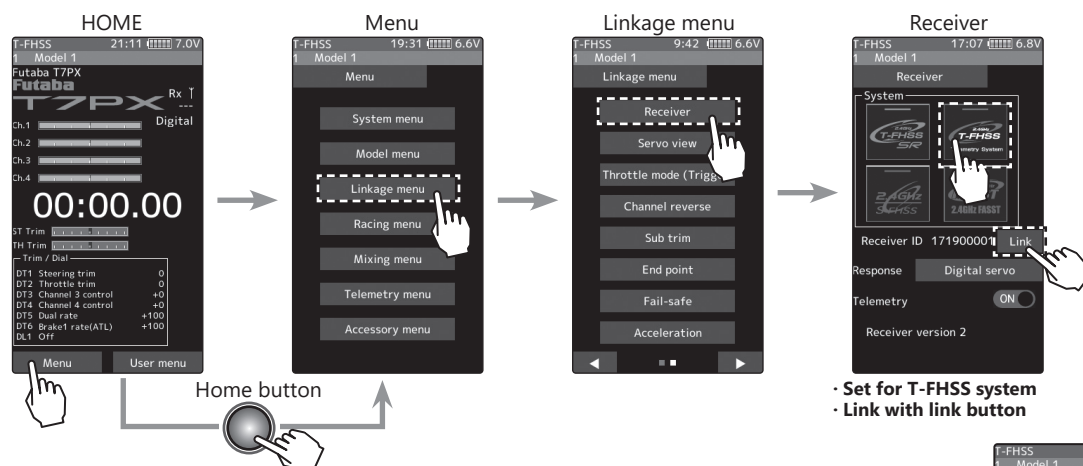 HOME
T-FHSS 21:11 7.0V
1 Model 1
Futaba T7PX
Futaba
T7PX
Rx
---
Digital
Ch.1
Ch.2
Ch.3
Ch.4
00:00.00
ST Trim
TH Trim
Trim / Dial
DT1 Steering trim 0
DT2 Throttle trim 0
DT3 Channel 3 control +0
DT4 Channel 4 control +0
DT5 Dual rate +100
DT6 Brake1 rate(ATL) +100
DL1 Off
Menu User menu
Home button
Menu
T-FHSS 19:31 6.6V
1 Model 1
Menu
System menu
Model menu
Linkage menu
Racing menu
Mixing menu
Telemetry menu
Accessory menu
Linkage menu
T-FHSS 9:42 6.6V
1 Model 1
Linkage menu
Receiver
Servo view
Throttle mode (Trigg
Channel reverse
Sub trim
End point
Fail-safe
Acceleration
Receiver
T-FHSS 17:07 6.8V
1 Model 1
Receiver
System
2.4GHz
T-FHSS
SR
2.4GHz
T-FHSS
metry System
2.4GHz
S-FHSS
2.4GHz FASST
Receiver ID 171900001 Link
Response Digital servo
Telemetry ON
Receiver version 2
· Set for T-FHSS system
· Link with link button
T-FHSS
1 Model 1